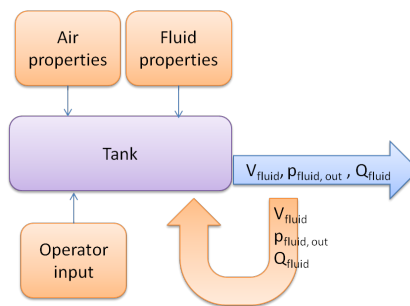 Air
properties
Fluid
properties
Tank
Vfluid, pfluid, out , Qfluid
Vfluid
pfluid, out
Qfluid
Operator
input